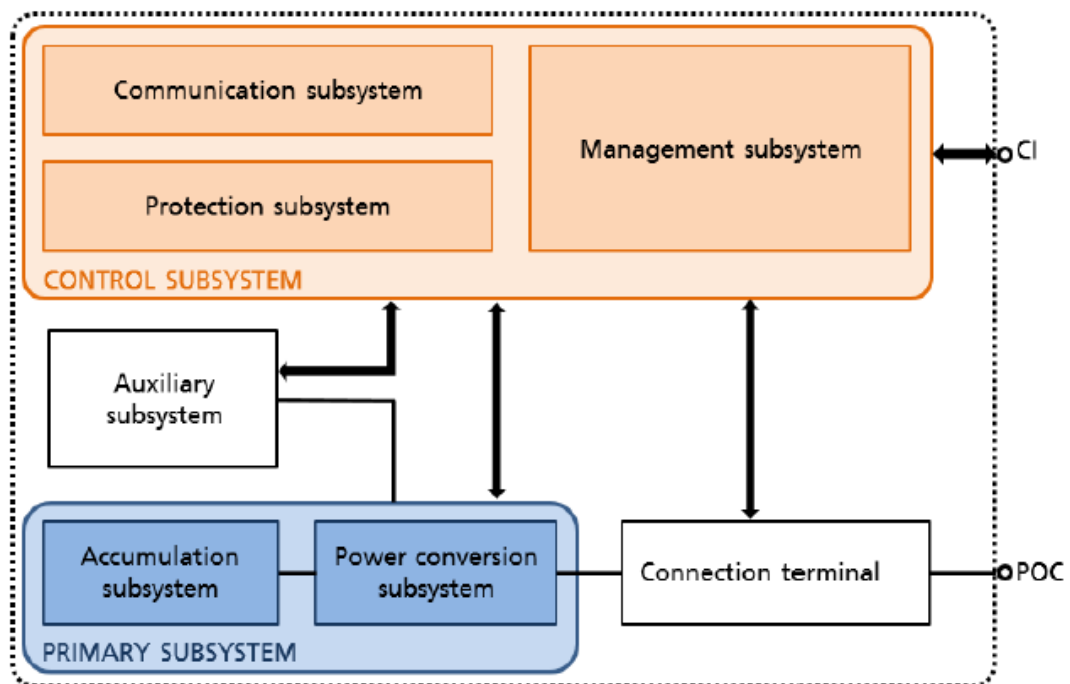 Communication subsystem
Management subsystem
CI
Protection subsystem
CONTROL SUBSYSTEM
Auxiliary
subsystem
Accumulation
subsystem
Power conversion
subsystem
Connection terminal
POC
PRIMARY SUBSYSTEM